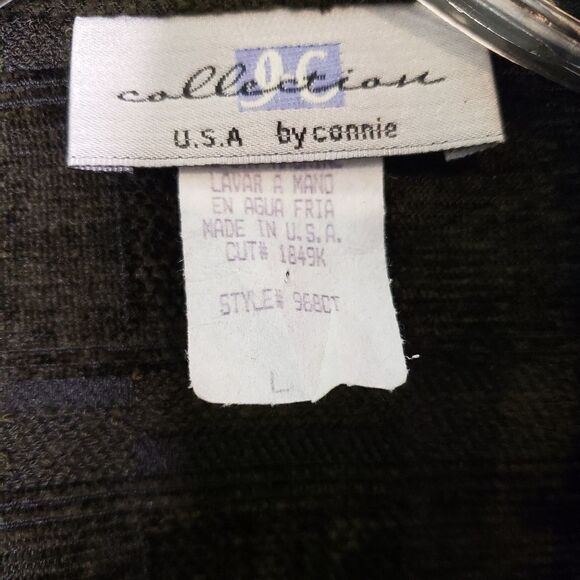 I.C
collection
U.S.A by connie
LAVAR A MANO
EN AGUA FRIA
MADE IN U.S.A.
CUT# 1849K
STYLE# 968CT
L